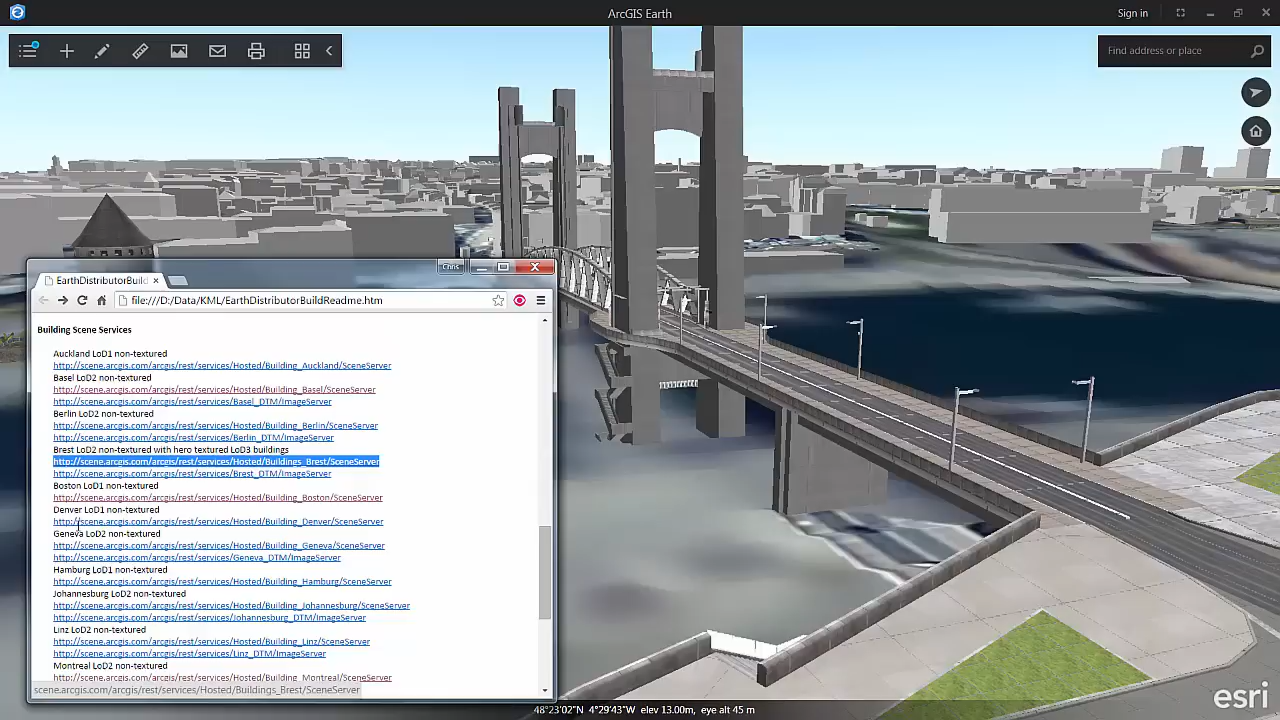 ArcGIS Earth
Sign in
Find address or place
Chris
EarthDistributorBuild
file:///D:/Data/KML/EarthDistributorBuildReadme.htm
Building Scene Services
Auckland LoD1 non-textured
http://scene.arcgis.com/arcgis/rest/services/Hosted/Building_Auckland/SceneServer
Basel LoD2 non-textured
http://scene.arcgis.com/arcgis/rest/services/Hosted/Building_Basel/SceneServer
http://scene.arcgis.com/arcgis/rest/services/Basel_DTM/ImageServer
Berlin LoD2 non-textured
http://scene.arcgis.com/arcgis/rest/services/Hosted/Building_Berlin/SceneServer
http://scene.arcgis.com/arcgis/rest/services/Berlin_DTM/ImageServer
Brest LoD2 non-textured with hero textured LoD3 buildings
http://scene.arcgis.com/arcgis/rest/services/Hosted/Buildings_Brest/SceneServer
http://scene.arcgis.com/arcgis/rest/services/Brest_DTM/ImageServer
Boston LoD1 non-textured
http://scene.arcgis.com/arcgis/rest/services/Hosted/Building_Boston/SceneServer
Denver LoD1 non-textured
http://scene.arcgis.com/arcgis/rest/services/Hosted/Building_Denver/SceneServer
Geneva LoD2 non-textured
http://scene.arcgis.com/arcgis/rest/services/Hosted/Building_Geneva/SceneServer
http://scene.arcgis.com/arcgis/rest/services/Geneva_DTM/ImageServer
Hamburg LoD1 non-textured
http://scene.arcgis.com/arcgis/rest/services/Hosted/Building_Hamburg/SceneServer
Johannesburg LoD2 non-textured
http://scene.arcgis.com/arcgis/rest/services/Hosted/Building_Johannesburg/SceneServer
http://scene.arcgis.com/arcgis/rest/services/Johannesburg_DTM/ImageServer
Linz LoD2 non-textured
http://scene.arcgis.com/arcgis/rest/services/Hosted/Building_Linz/SceneServer
http://scene.arcgis.com/arcgis/rest/services/Linz_DTM/ImageServer
Montreal LoD2 non-textured
http://scene.arcgis.com/arcgis/rest/services/Hosted/Building_Montreal/SceneServer
scene.arcgis.com/arcgis/rest/services/Hosted/Buildings_Brest/SceneServer
48°23'02"N 4°29'43"W elev 13.00m, eye alt 45 m
esri